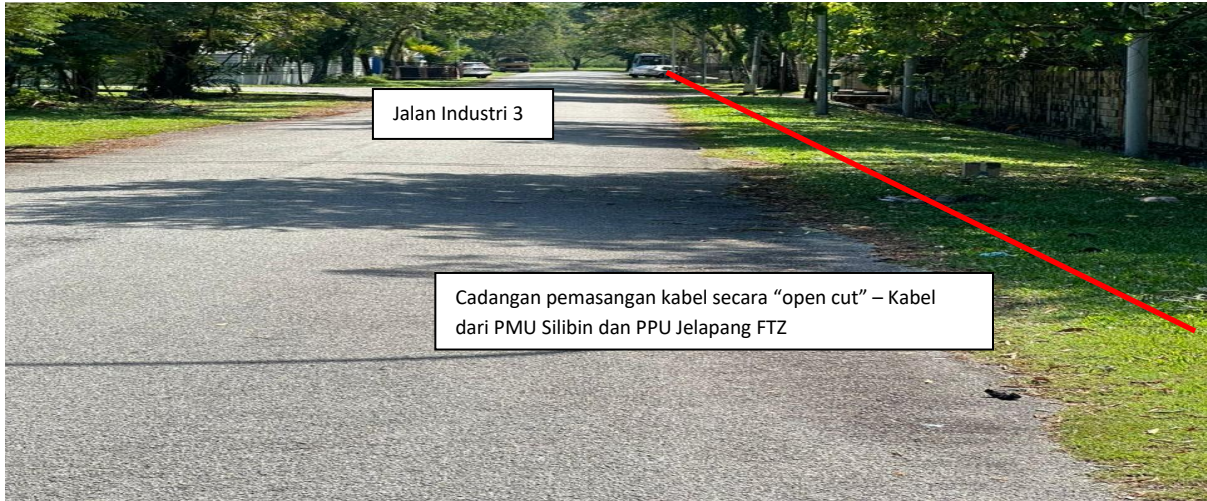 Jalan Industri 3
Cadangan pemasangan kabel secara “open cut” – Kabel
dari PMU Silibin dan PPU Jelapang FTZ